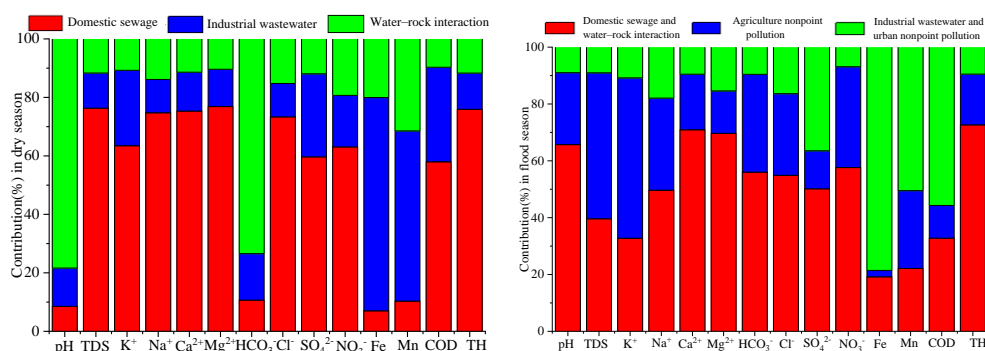 Domestic sewage Industrial wastewater Water−rock interaction
Contribution(%) in dry season
100
80
60
40
20
0
pH TDS K⁺ Na⁺ Ca²⁺ Mg²⁺ HCO₃⁻ Cl⁻ SO₄²⁻ NO₃⁻ Fe Mn COD TH
Domestic sewage and
water−rock interaction
Agriculture nonpoint
pollution
Industrial wastewater and
urban nonpoint pollution
Contribution(%) in flood season
100
80
60
40
20
0
pH TDS K⁺ Na⁺ Ca²⁺ Mg²⁺ HCO₃⁻ Cl⁻ SO₄²⁻ NO₃⁻ Fe Mn COD TH